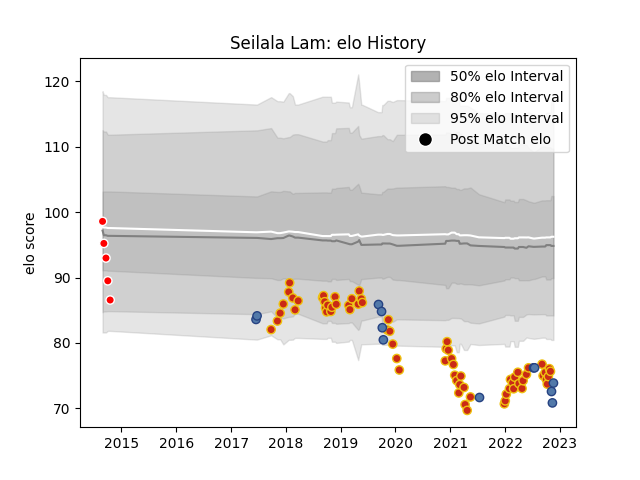 Seilala Lam: elo History
50% elo Interval
80% elo Interval
95% elo Interval
Post Match elo
elo score
120
110
100
90
80
70
2015 2016 2017 2018 2019 2020 2021 2022 2023